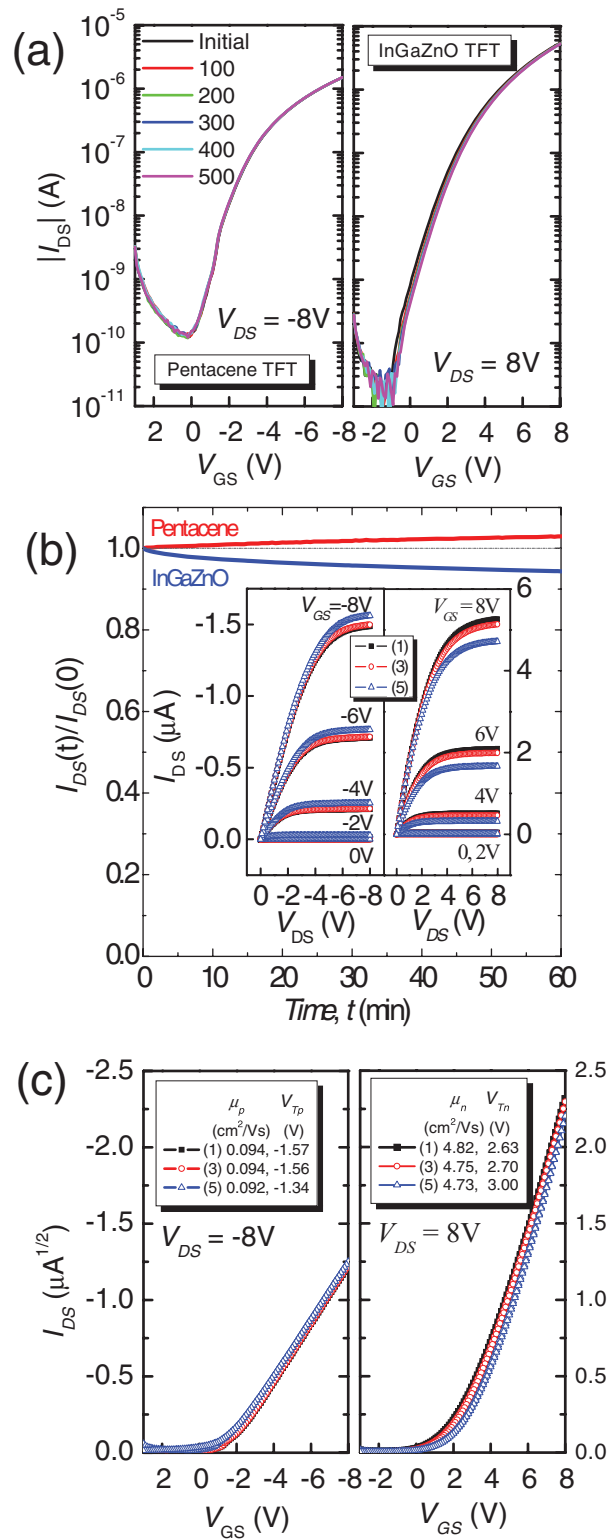 (a)
Initial
100
200
300
400
500
InGaZnO TFT
10⁻⁵
10⁻⁶
10⁻⁷
10⁻⁸
10⁻⁹
10⁻¹⁰
10⁻¹¹
|I_DS| (A)
V_DS = -8V
Pentacene TFT
V_DS = 8V
2 0 -2 -4 -6 -8
-2 0 2 4 6 8
V_GS (V)
V_GS (V)
(b)
Pentacene
InGaZnO
1.0
0.8
0.6
0.4
0.2
0.0
I_DS(t)/I_DS(0)
V_GS=-8V
-6V
-4V
-2V
0V
-1.5
-1.0
-0.5
0.0
I_DS (μA)
0 -2 -4 -6 -8
V_DS (V)
(1)
(3)
(5)
V_GS=8V
6V
4V
0, 2V
6
4
2
0
0 2 4 6 8
V_DS (V)
0 10 20 30 40 50 60
Time, t (min)
(c)
-2.5
-2.0
-1.5
-1.0
-0.5
0.0
I_DS (μA^1/2)
μ_p V_Tp
(cm²/Vs) (V)
(1) 0.094, -1.57
(3) 0.094, -1.56
(5) 0.092, -1.34
V_DS = -8V
2 0 -2 -4 -6 -8
V_GS (V)
μ_n V_Tn
(cm²/Vs) (V)
(1) 4.82, 2.63
(3) 4.75, 2.70
(5) 4.73, 3.00
V_DS = 8V
2.5
2.0
1.5
1.0
0.5
0.0
-2 0 2 4 6 8
V_GS (V)